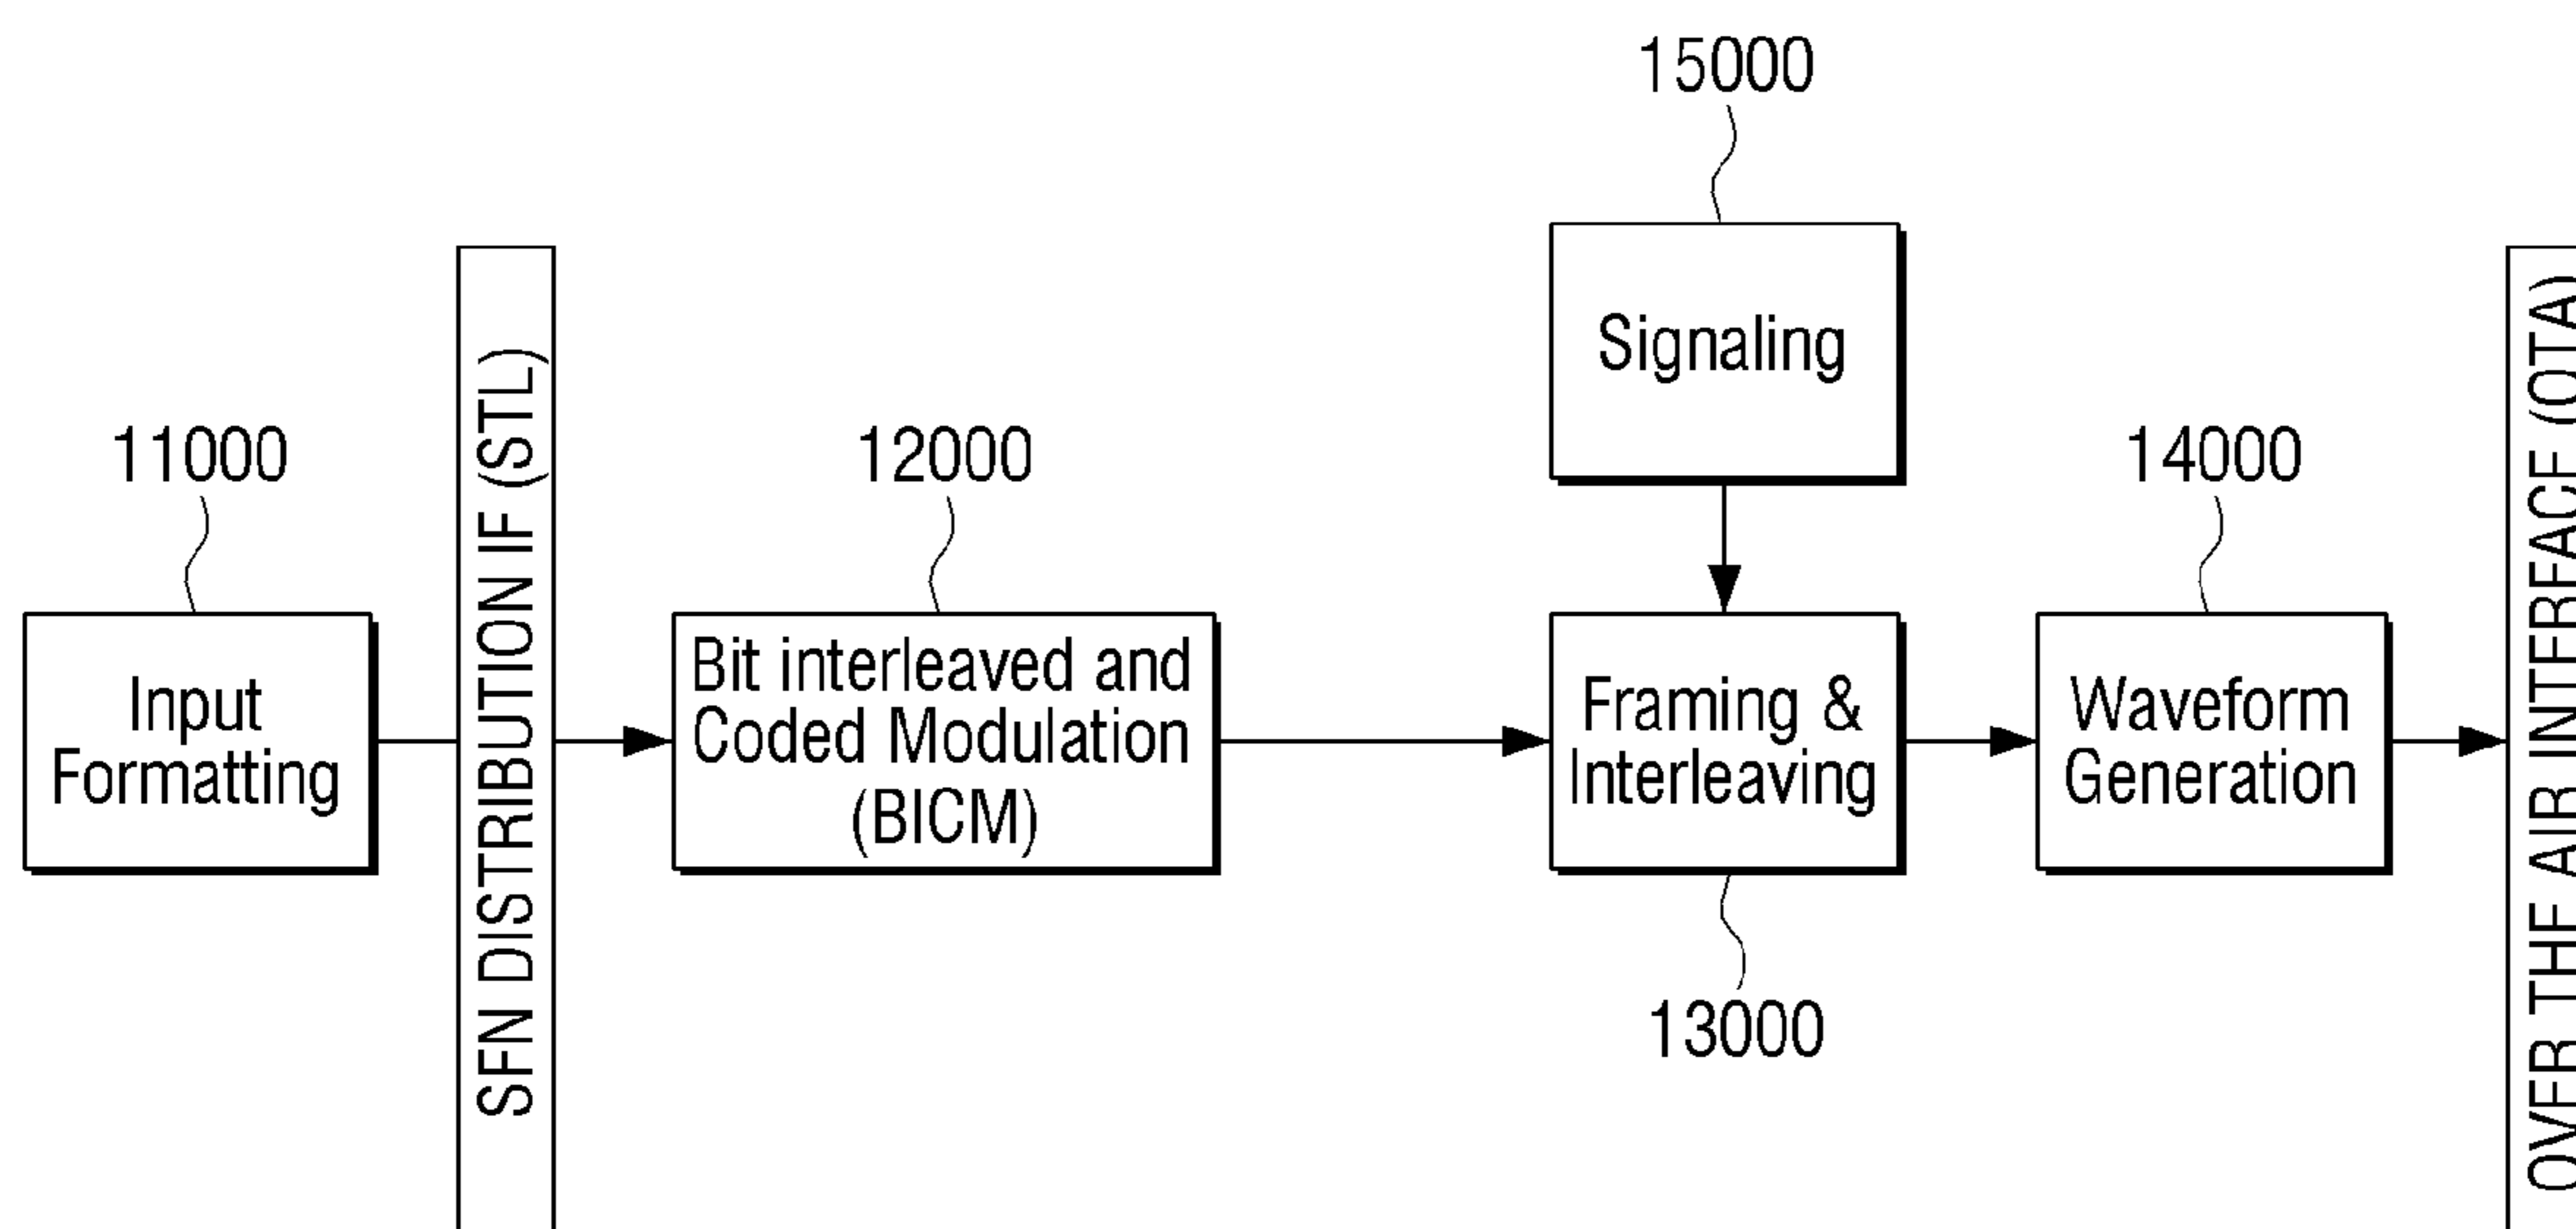 15000
Signaling
11000
12000
14000
Input
Formatting
SFN DISTRIBUTION IF (STL)
Bit interleaved and
Coded Modulation
(BICM)
Framing &
Interleaving
Waveform
Generation
OVER THE AIR INTERFACE (OTA)
13000